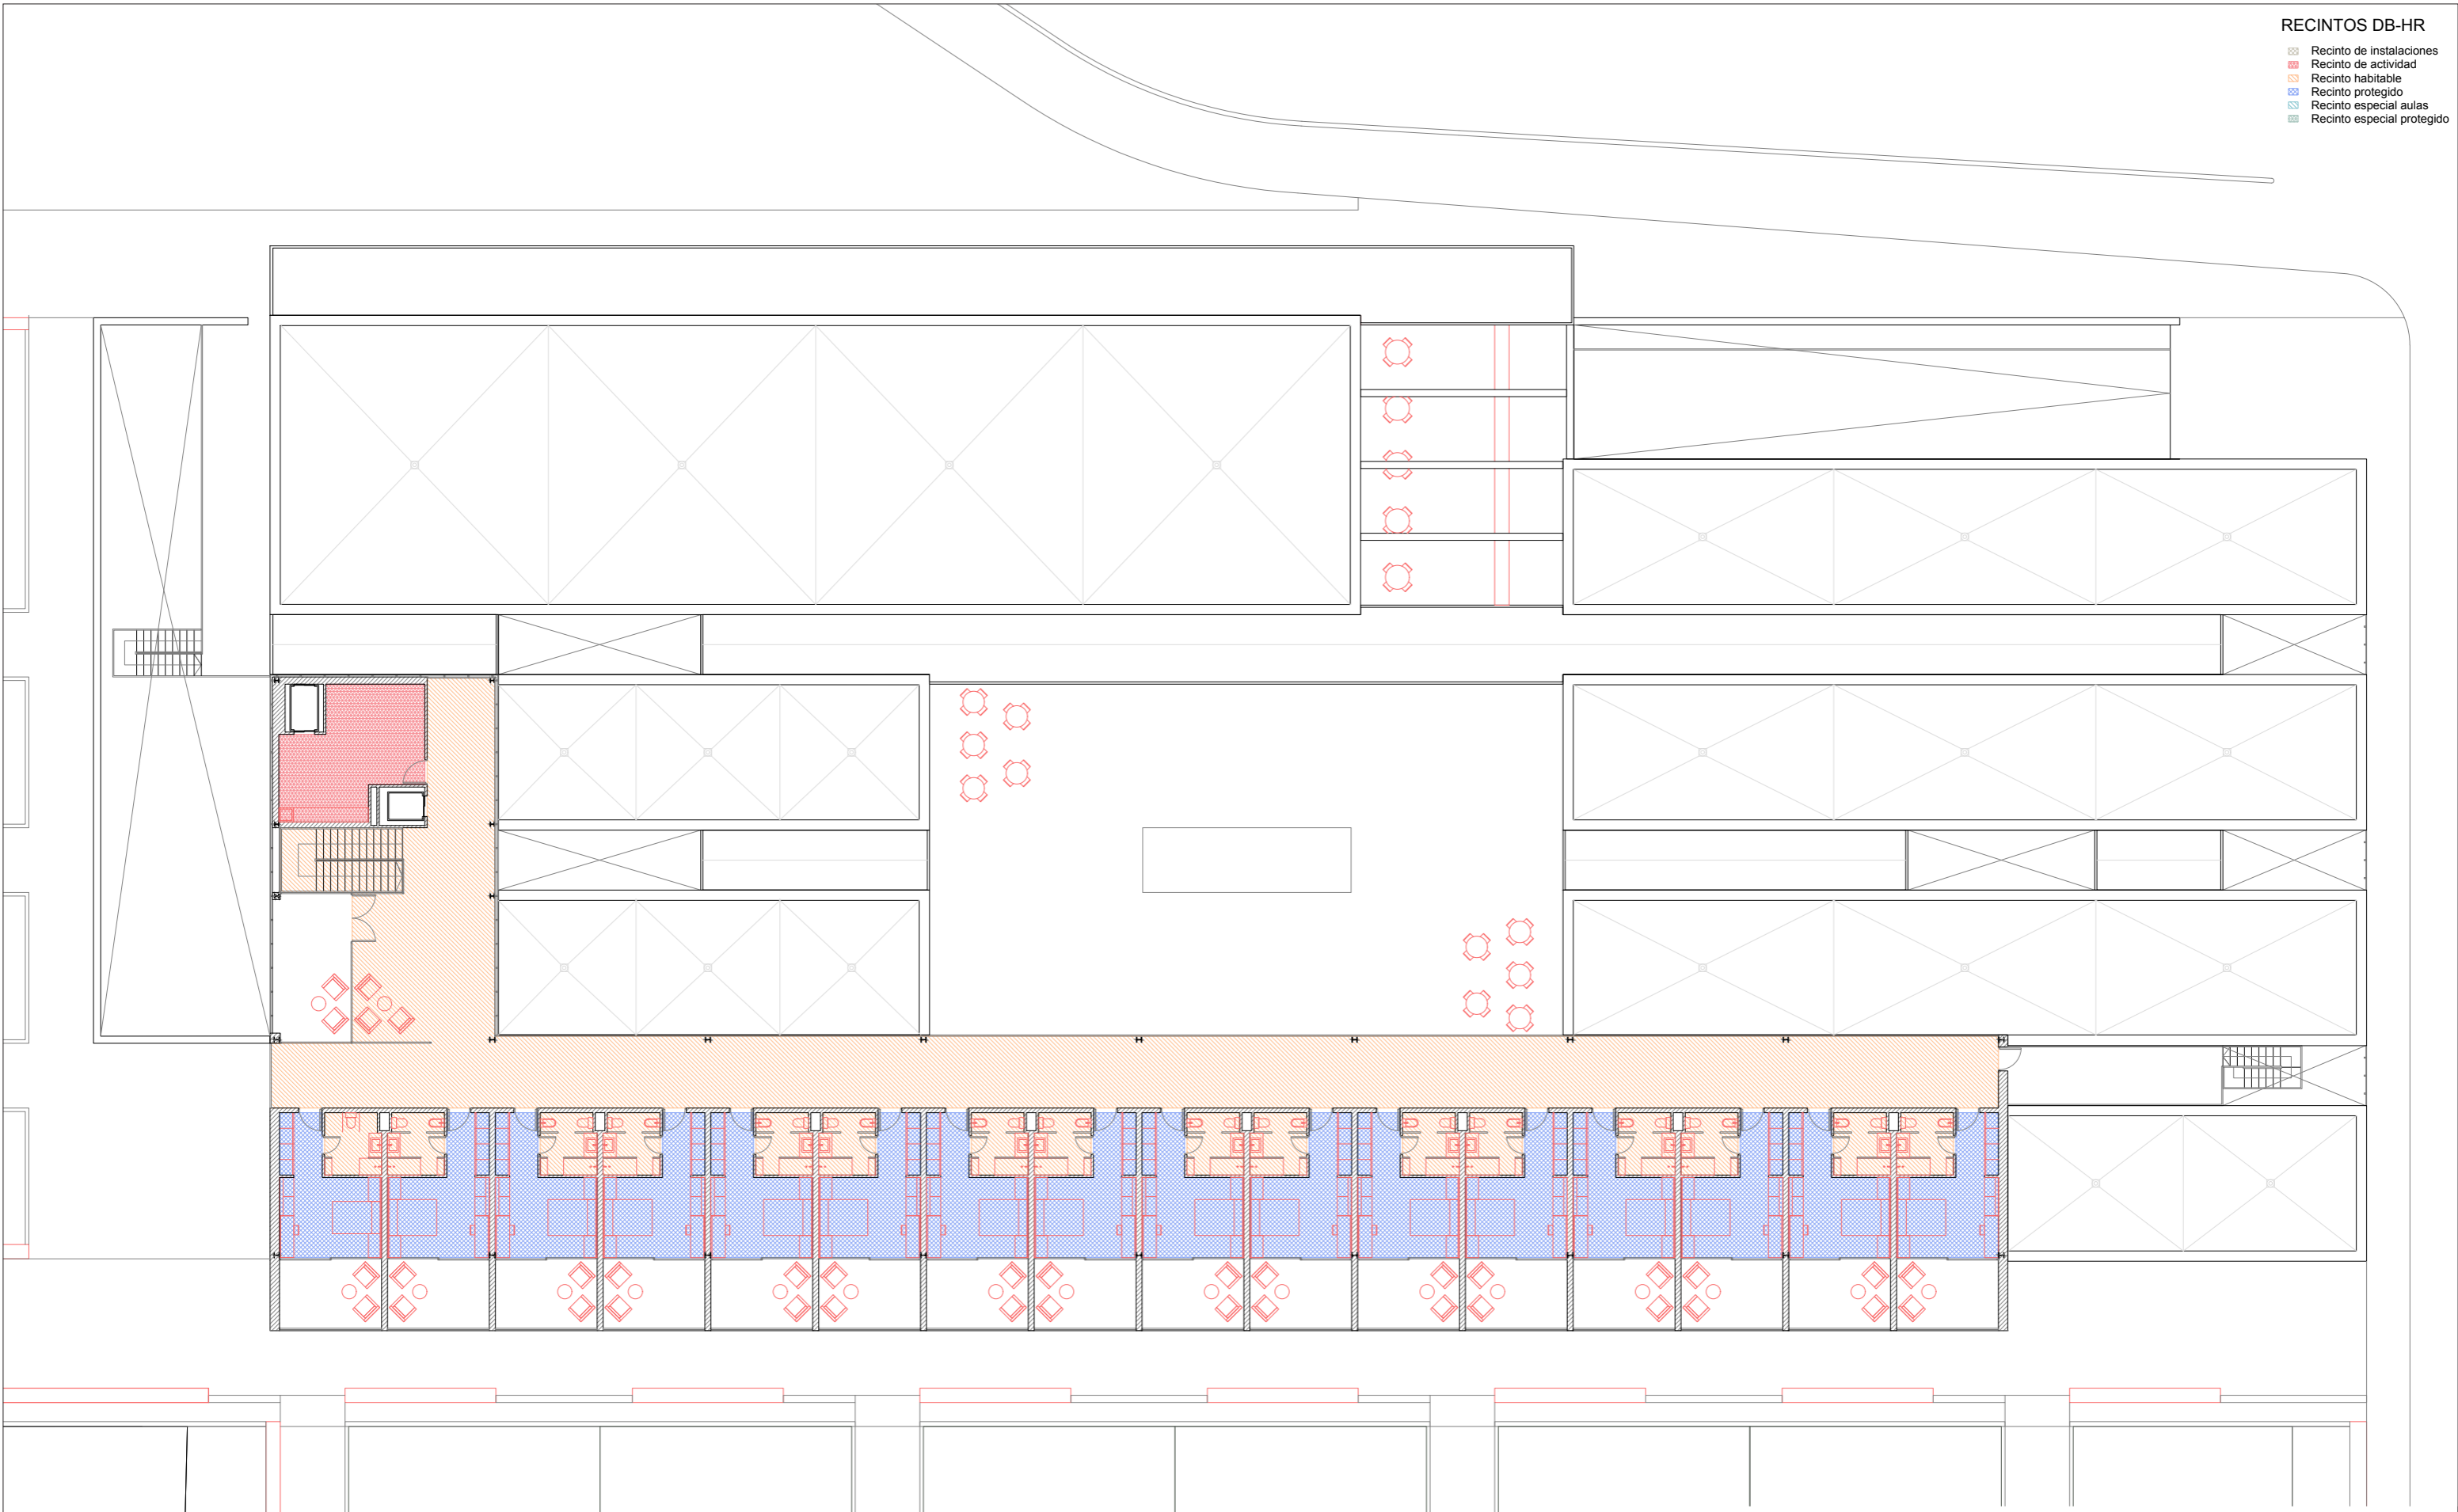 RECINTOS DB-HR
Recinto de instalaciones
Recinto de actividad
Recinto habitable
Recinto protegido
Recinto especial aulas
Recinto especial protegido